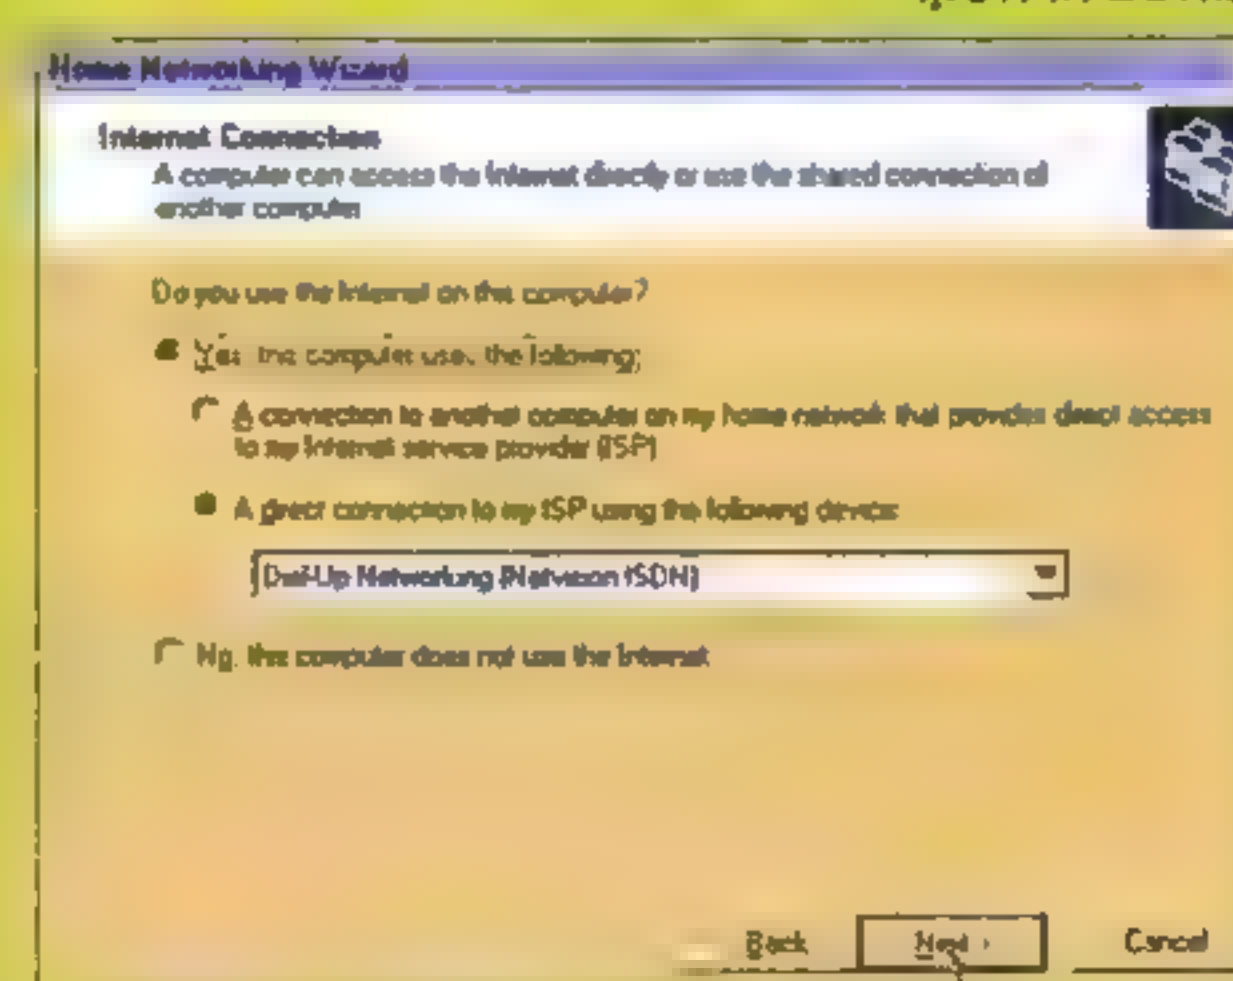 Home Networking Wizard
Internet Connection
A computer can access the Internet directly or use the shared connection of
another computer
Do you use the Internet on this computer?
Yes, this computer uses the following:
A connection to another computer on my home network that provides direct access
to my Internet service provider (ISP)
A direct connection to my ISP using the following device:
Dial-Up Networking (Netvision ISDN)
No, this computer does not use the Internet
Back
Next >
Cancel